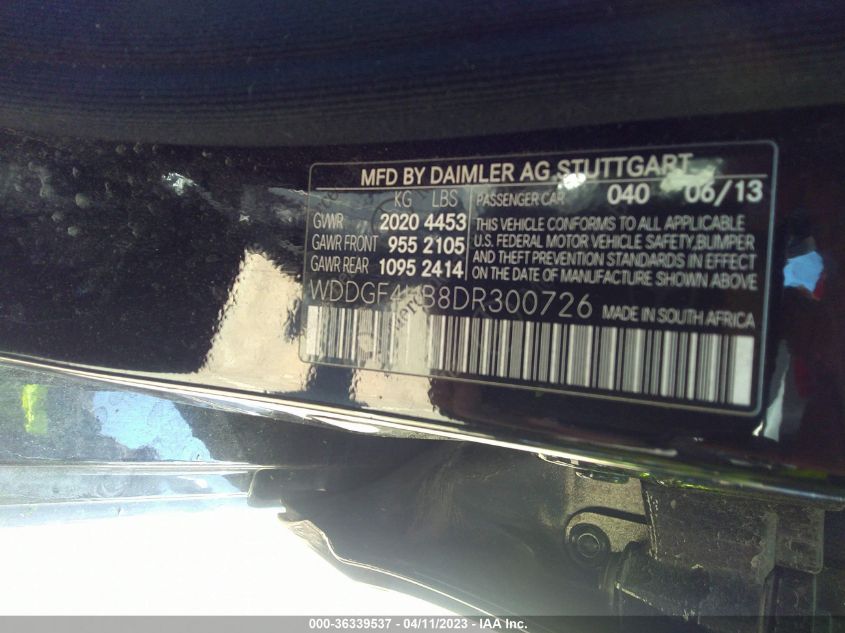 MFD BY DAIMLER AG STUTTGART
KG LBS
GVWR 2020 4453
GAWR FRONT 955 2105
GAWR REAR 1095 2414
PASSENGER CAR 040 06/13
THIS VEHICLE CONFORMS TO ALL APPLICABLE
U.S. FEDERAL MOTOR VEHICLE SAFETY, BUMPER
AND THEFT PREVENTION STANDARDS IN EFFECT
ON THE DATE OF MANUFACTURE SHOWN ABOVE
WDDGF4HB8DR300726 MADE IN SOUTH AFRICA
000-36339537 - 04/11/2023 - IAA Inc.